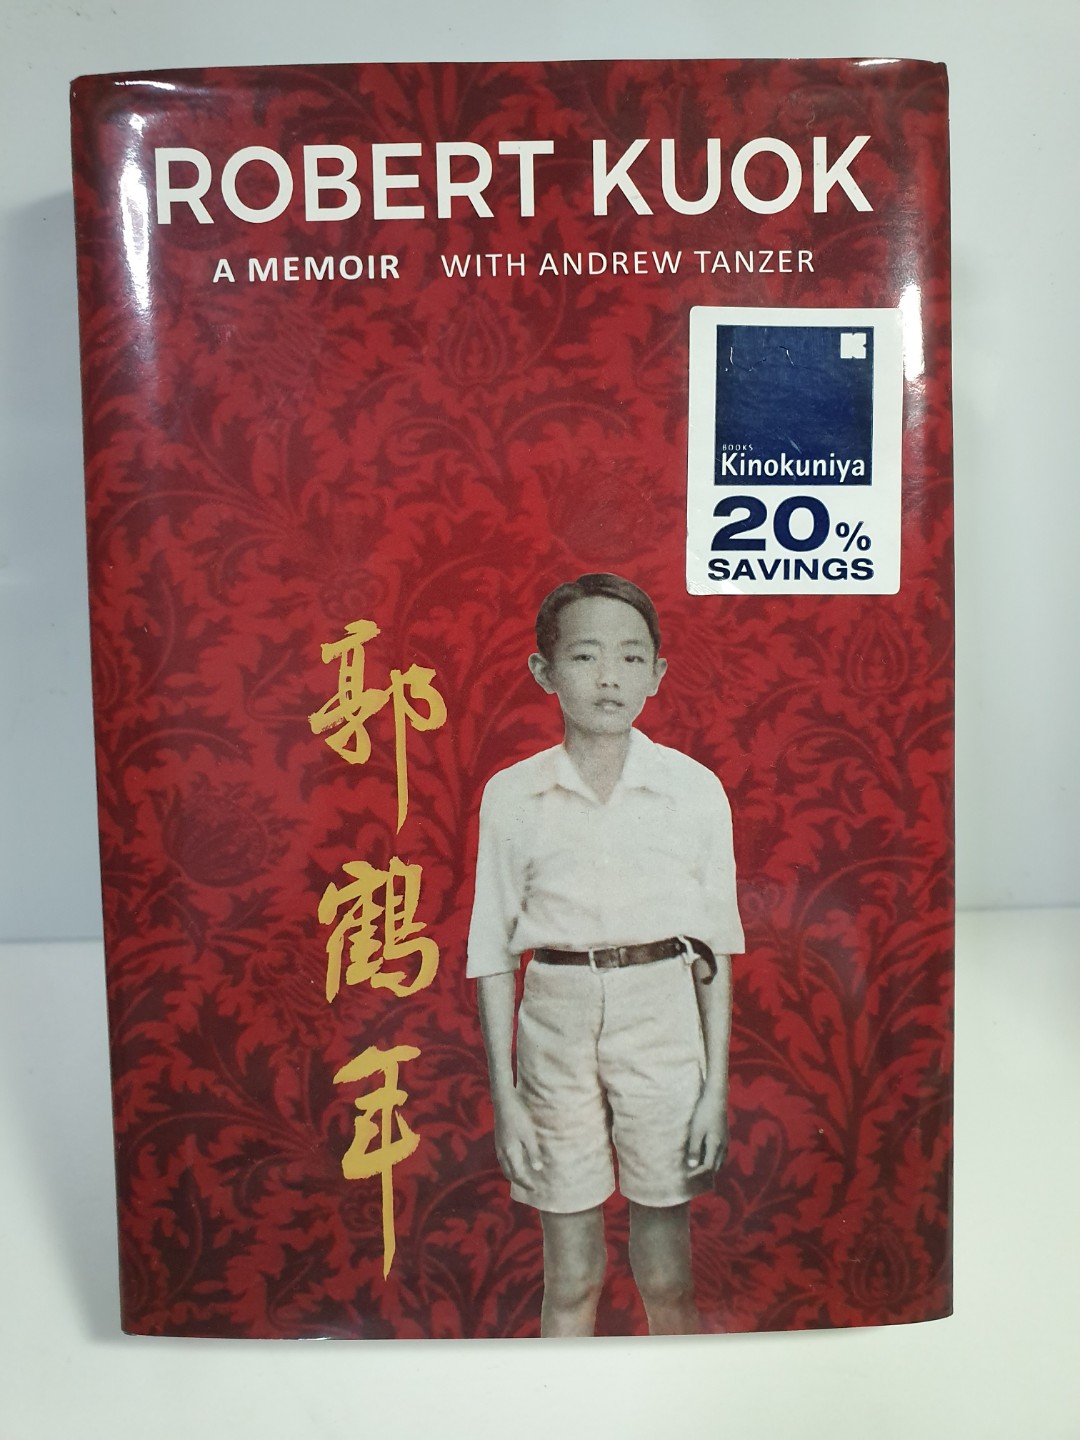 ROBERT KUOK
A MEMOIR WITH ANDREW TANZER
BOOKS
Kinokuniya
20%
SAVINGS
郭
鶴
年